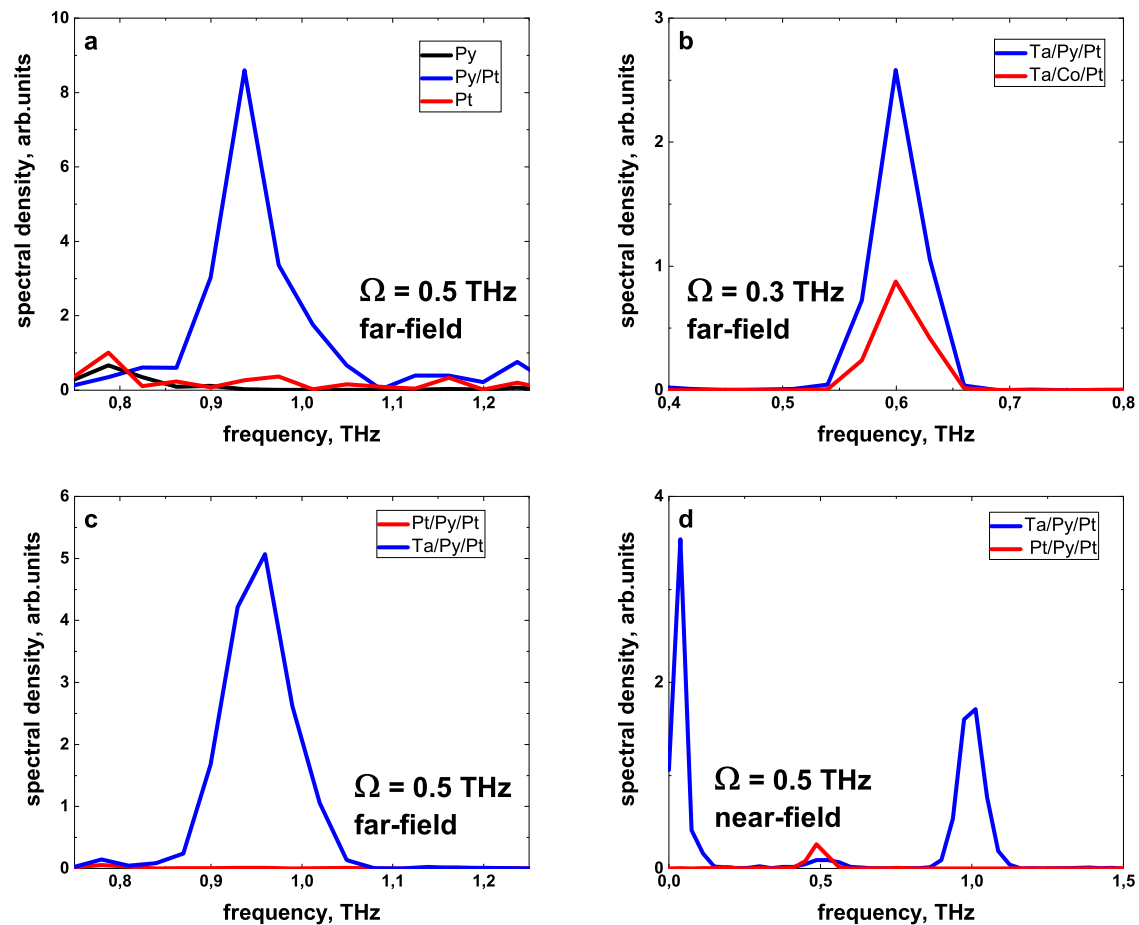 a
Py
Py/Pt
Pt
Ω = 0.5 THz
far-field
10
8
6
4
2
0
0,8
0,9
1,0
1,1
1,2
spectral density, arb.units
frequency, THz
b
Ta/Py/Pt
Ta/Co/Pt
Ω = 0.3 THz
far-field
3
2
1
0
0,4
0,5
0,6
0,7
0,8
spectral density, arb.units
frequency, THz
c
Pt/Py/Pt
Ta/Py/Pt
Ω = 0.5 THz
far-field
6
5
4
3
2
1
0
0,8
0,9
1,0
1,1
1,2
spectral density, arb.units
frequency, THz
d
Ta/Py/Pt
Pt/Py/Pt
Ω = 0.5 THz
near-field
4
2
0
0,0
0,5
1,0
1,5
spectral density, arb.units
frequency, THz